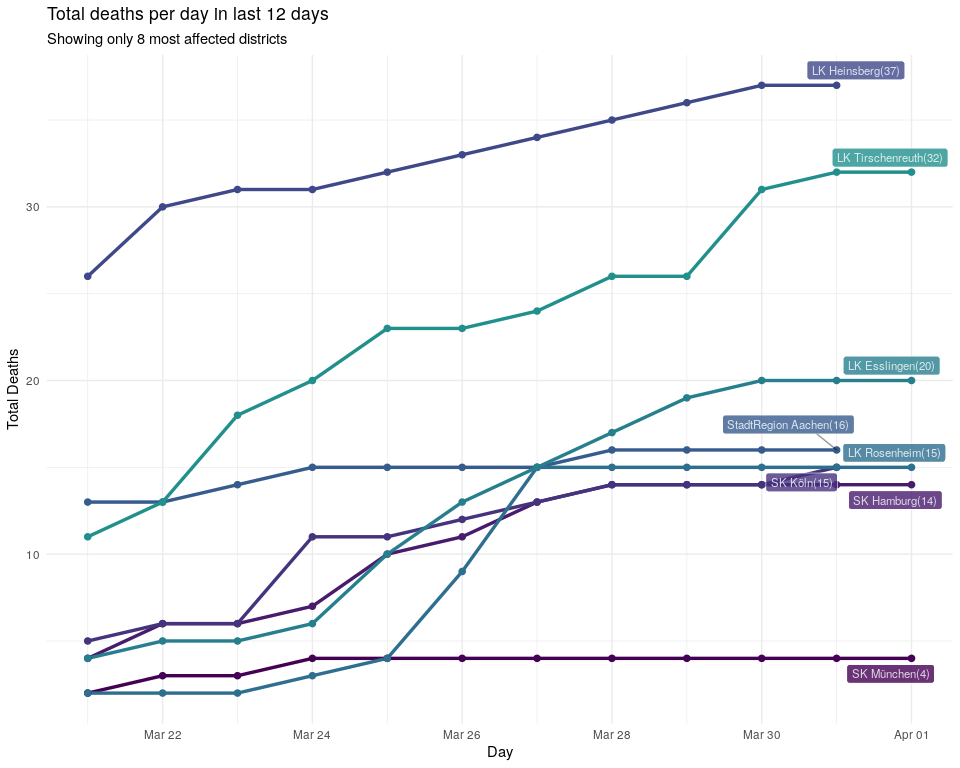 Total deaths per day in last 12 days
Showing only 8 most affected districts
LK Heinsberg(37)
LK Tirschenreuth(32)
30
LK Esslingen(20)
20
StadtRegion Aachen(16)
LK Rosenheim(15)
SK Köln(15)
SK Hamburg(14)
10
SK München(4)
Total Deaths
Mar 22
Mar 24
Mar 26
Mar 28
Mar 30
Apr 01
Day